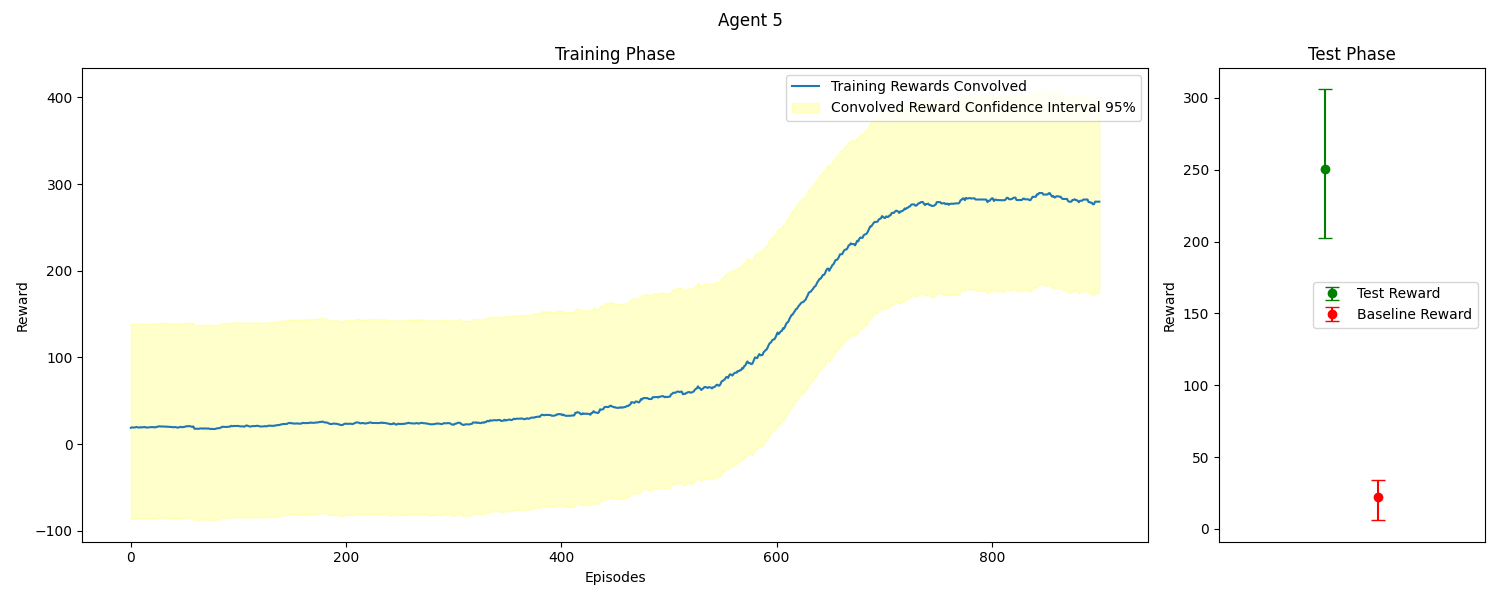 Agent 5
Training Phase
Training Rewards Convolved
Convolved Reward Confidence Interval 95%
Reward
400
300
200
100
0
−100
0 200 400 600 800
Episodes
Test Phase
Reward
300
250
200
150
100
50
0
Test Reward
Baseline Reward